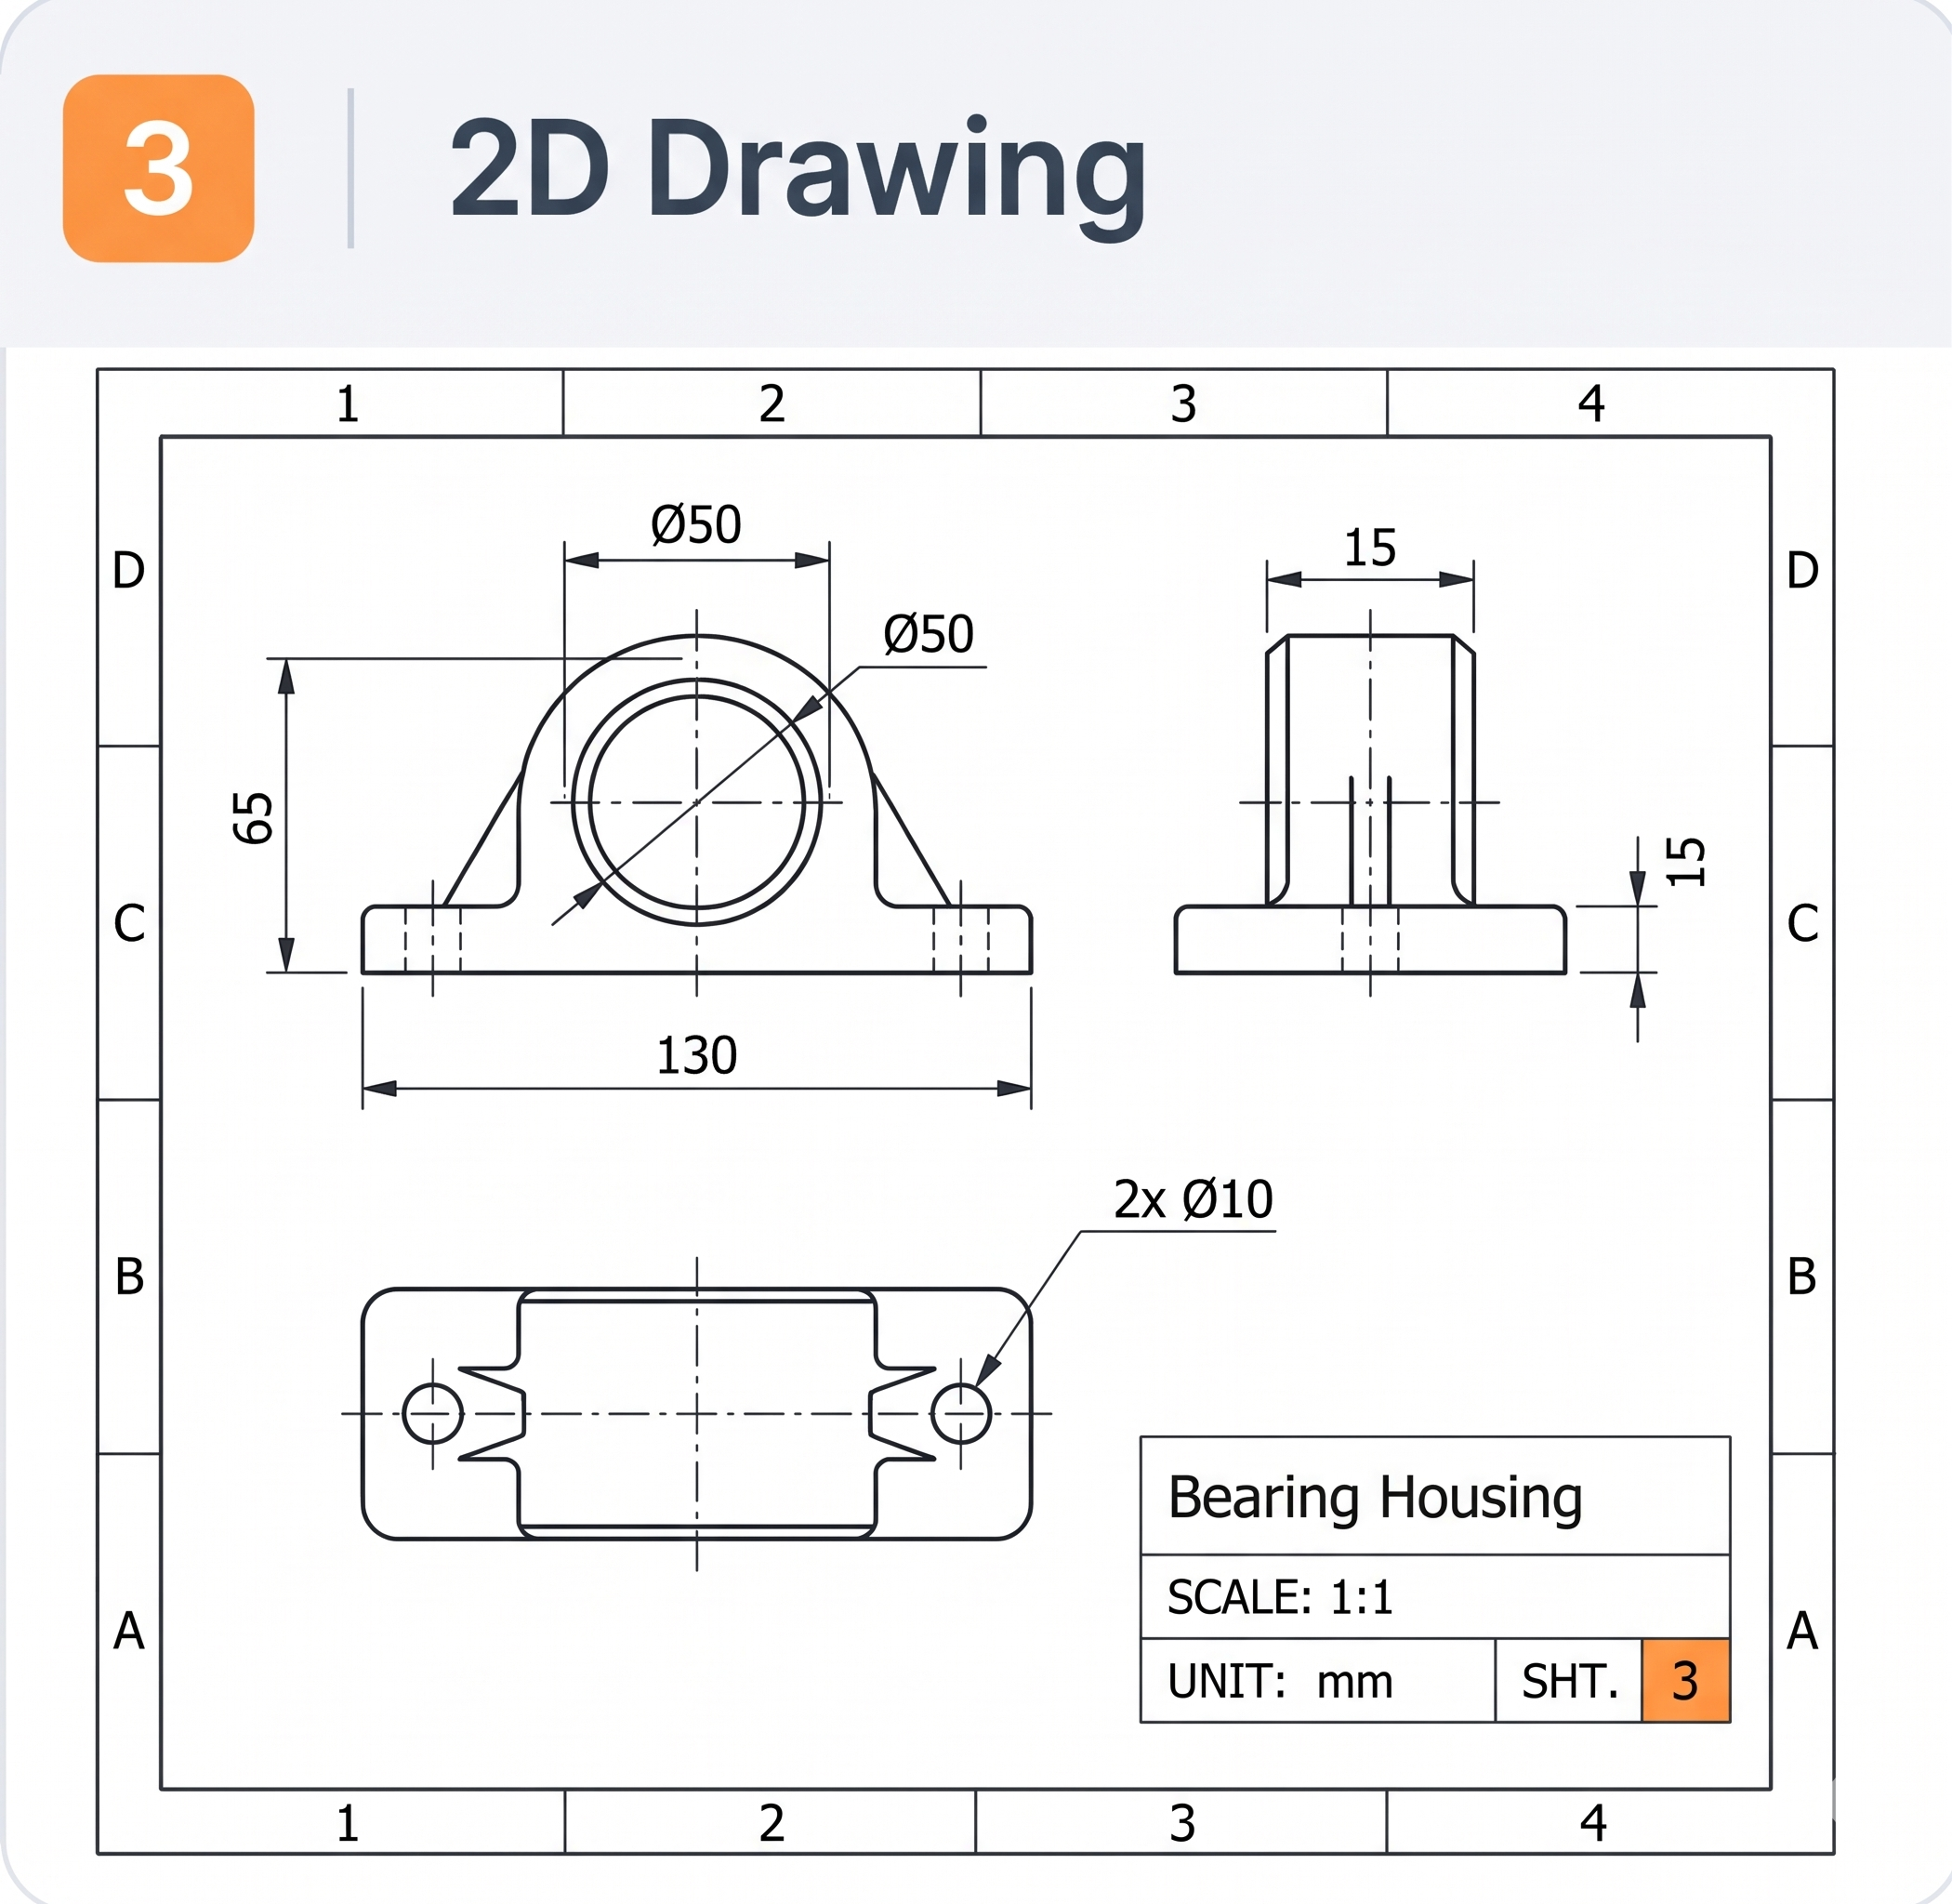 3
2D Drawing
1 2 3 4
D D
Ø50
15
Ø50
65
15
C C
130
2x Ø10
B B
Bearing Housing
SCALE: 1:1
A A
UNIT: mm SHT. 3
1 2 3 4